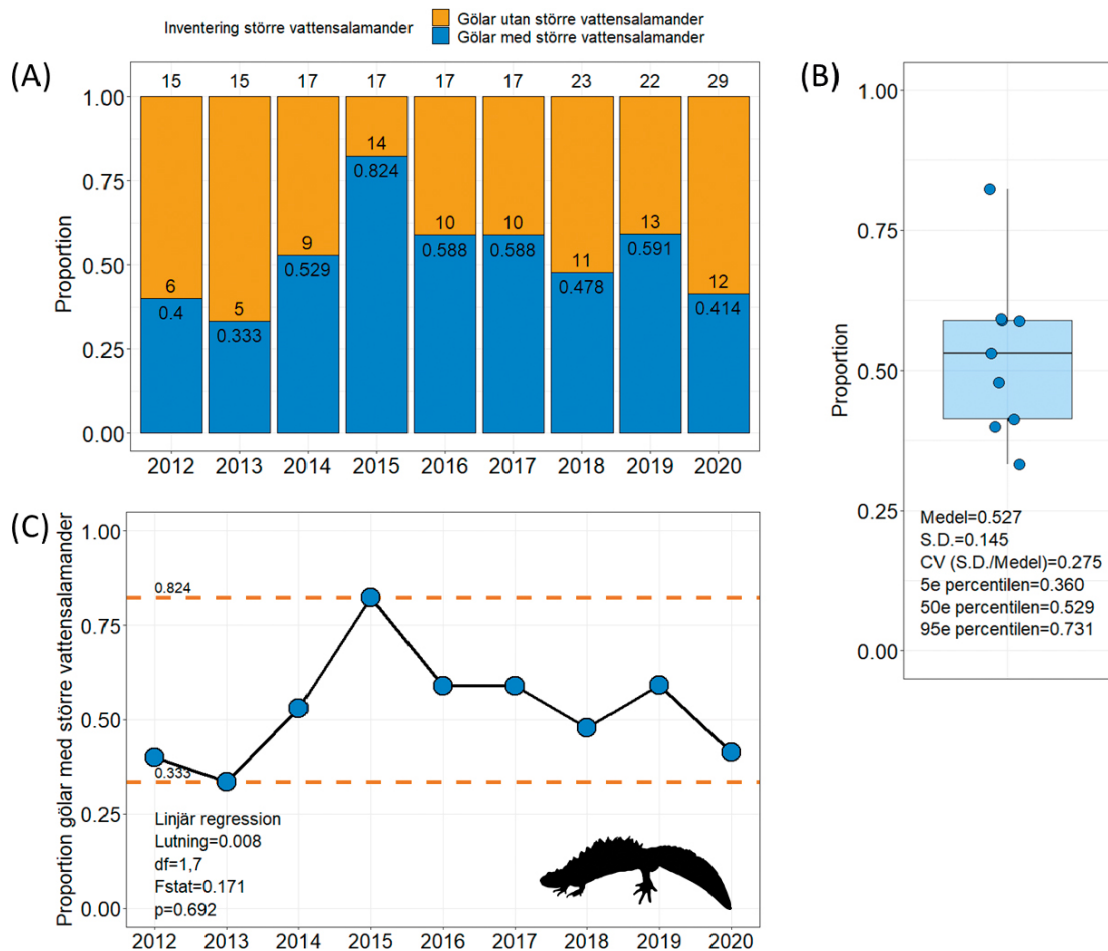 Inventering större vattensalamander
Gölar utan större vattensalamander
Gölar med större vattensalamander
(A)
15 15 17 17 17 17 23 22 29
1.00
0.75
0.50
0.25
0.00
Proportion
6 5 9 14 10 10 11 13 12
0.4 0.333 0.529 0.824 0.588 0.588 0.478 0.591 0.414
2012 2013 2014 2015 2016 2017 2018 2019 2020
(B)
1.00
0.75
0.50
0.25
0.00
Proportion
Medel=0.527
S.D.=0.145
CV (S.D./Medel)=0.275
5e percentilen=0.360
50e percentilen=0.529
95e percentilen=0.731
(C)
Proportion gölar med större vattensalamander
1.00
0.75
0.50
0.25
0.00
0.824
0.333
Linjär regression
Lutning=0.008
df=1,7
Fstat=0.171
p=0.692
2012 2013 2014 2015 2016 2017 2018 2019 2020